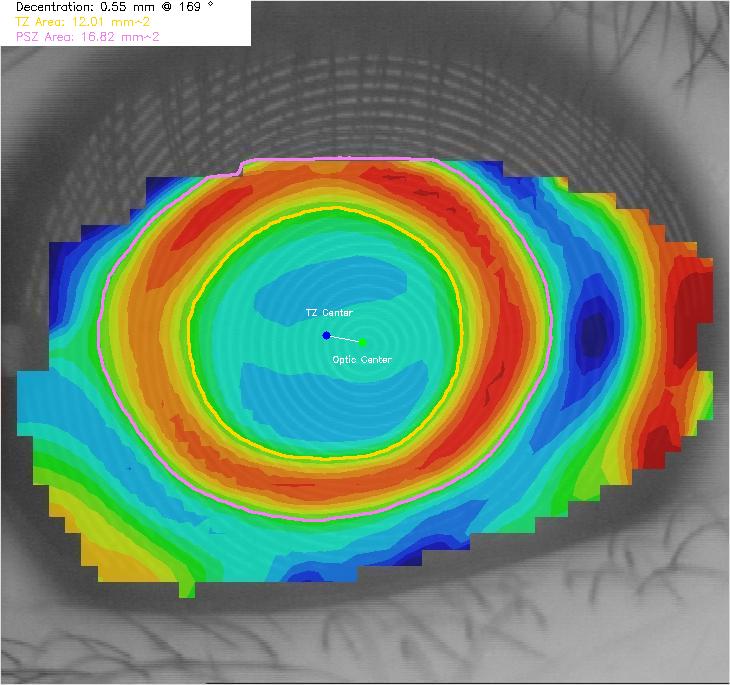 Decentration: 0.55 mm @ 169 °
TZ Area: 12.01 mm^2
PSZ Area: 16.82 mm^2
TZ Center
Optic Center